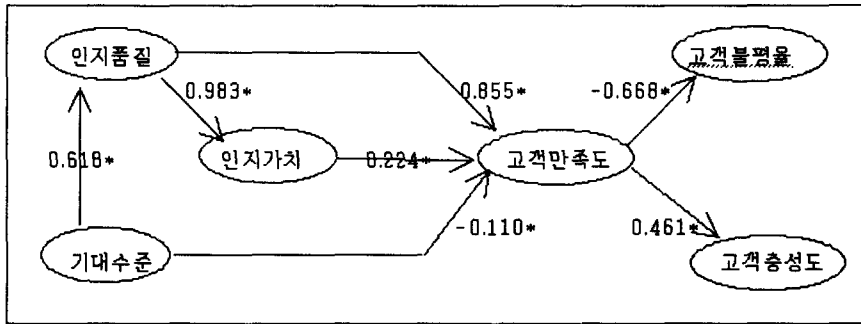 인지품질
고객불평율
0.983*
0.855*
-0.668*
0.618*
인지가치
0.224*
고객만족도
-0.110*
0.461*
기대수준
고객충성도